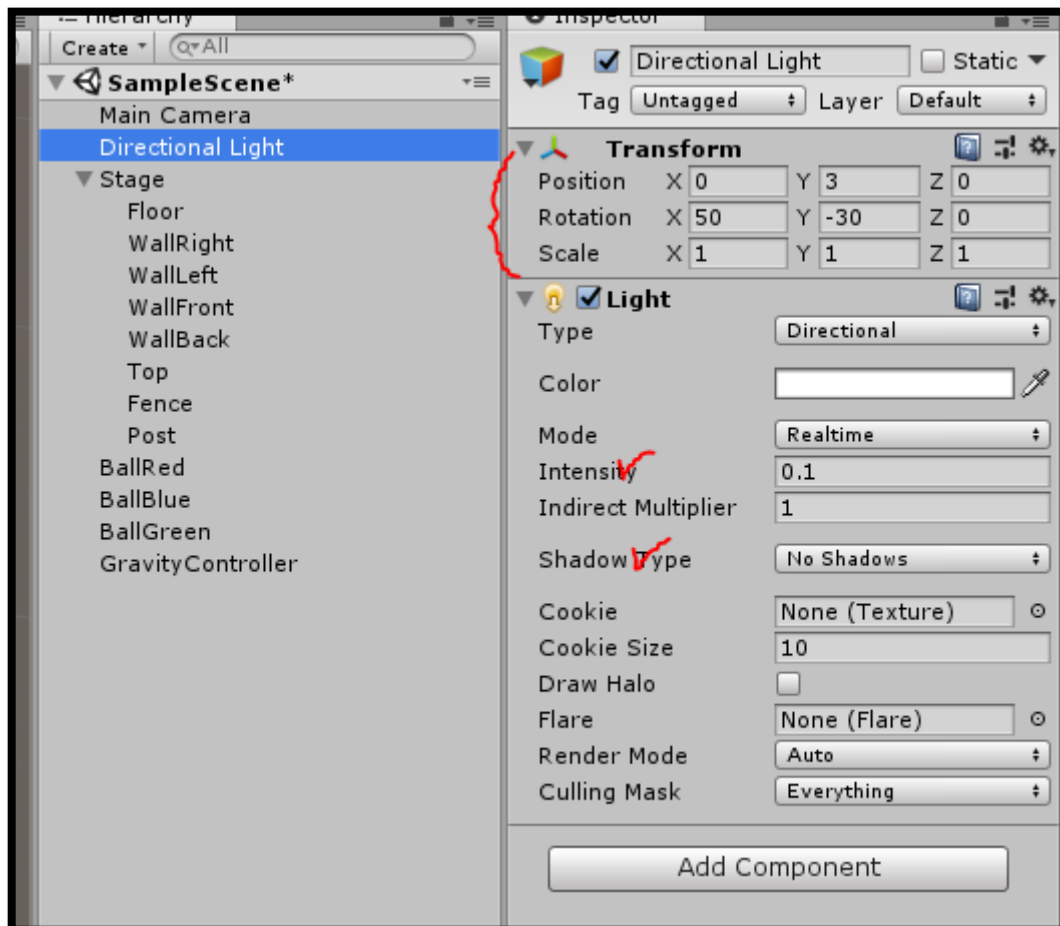 Hierarchy
Create
All
SampleScene*
Main Camera
Directional Light
Stage
Floor
WallRight
WallLeft
WallFront
WallBack
Top
Fence
Post
BallRed
BallBlue
BallGreen
GravityController
Inspector
Directional Light Static
Tag Untagged Layer Default
Transform
Position X 0 Y 3 Z 0
Rotation X 50 Y -30 Z 0
Scale X 1 Y 1 Z 1
Light
Type Directional
Color
Mode Realtime
Intensity 0.1
Indirect Multiplier 1
Shadow Type No Shadows
Cookie None (Texture)
Cookie Size 10
Draw Halo
Flare None (Flare)
Render Mode Auto
Culling Mask Everything
Add Component